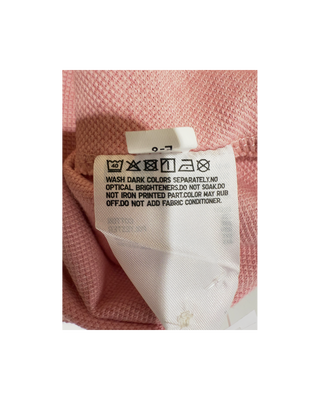 40
WASH DARK COLORS SEPARATELY.NO
OPTICAL BRIGHTENERS.DO NOT SOAK.DO
NOT IRON PRINTED PART.COLOR MAY RUB
OFF.DO NOT ADD FABRIC CONDITIONER.